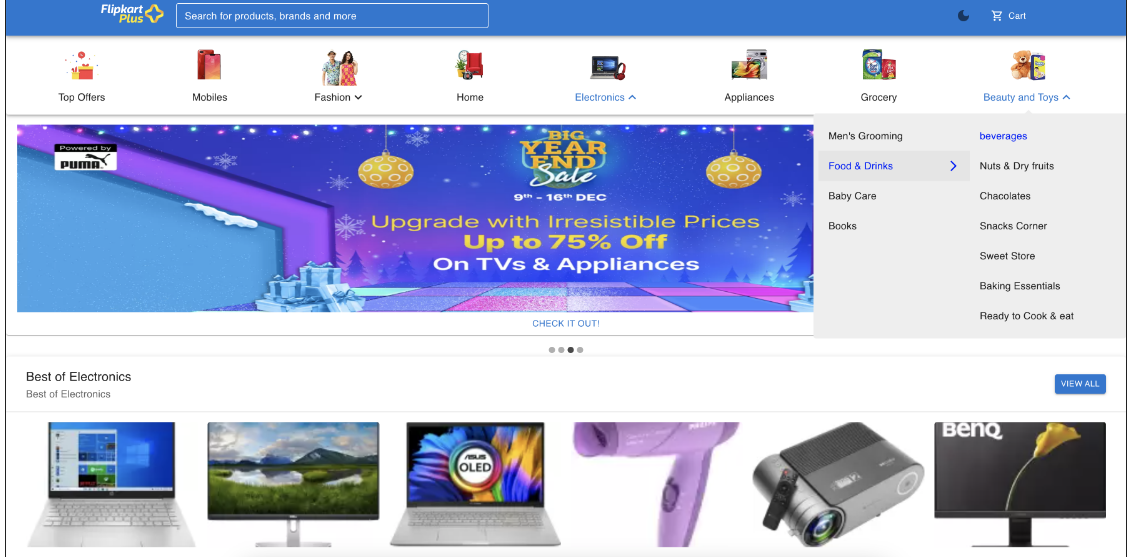 Flipkart
Plus
Search for products, brands and more
Cart
Top Offers
Mobiles
Fashion
Home
Electronics
Appliances
Grocery
Beauty and Toys
Powered by
PUMA
BIG
YEAR
END
Sale
9th - 16th DEC
Upgrade with Irresistible Prices
Up to 75% Off
On TVs & Appliances
CHECK IT OUT!
Men's Grooming
Food & Drinks
Baby Care
Books
beverages
Nuts & Dry fruits
Chacolates
Snacks Corner
Sweet Store
Baking Essentials
Ready to Cook & eat
Best of Electronics
Best of Electronics
VIEW ALL
ASUS
OLED
PHILIPS
BenQ